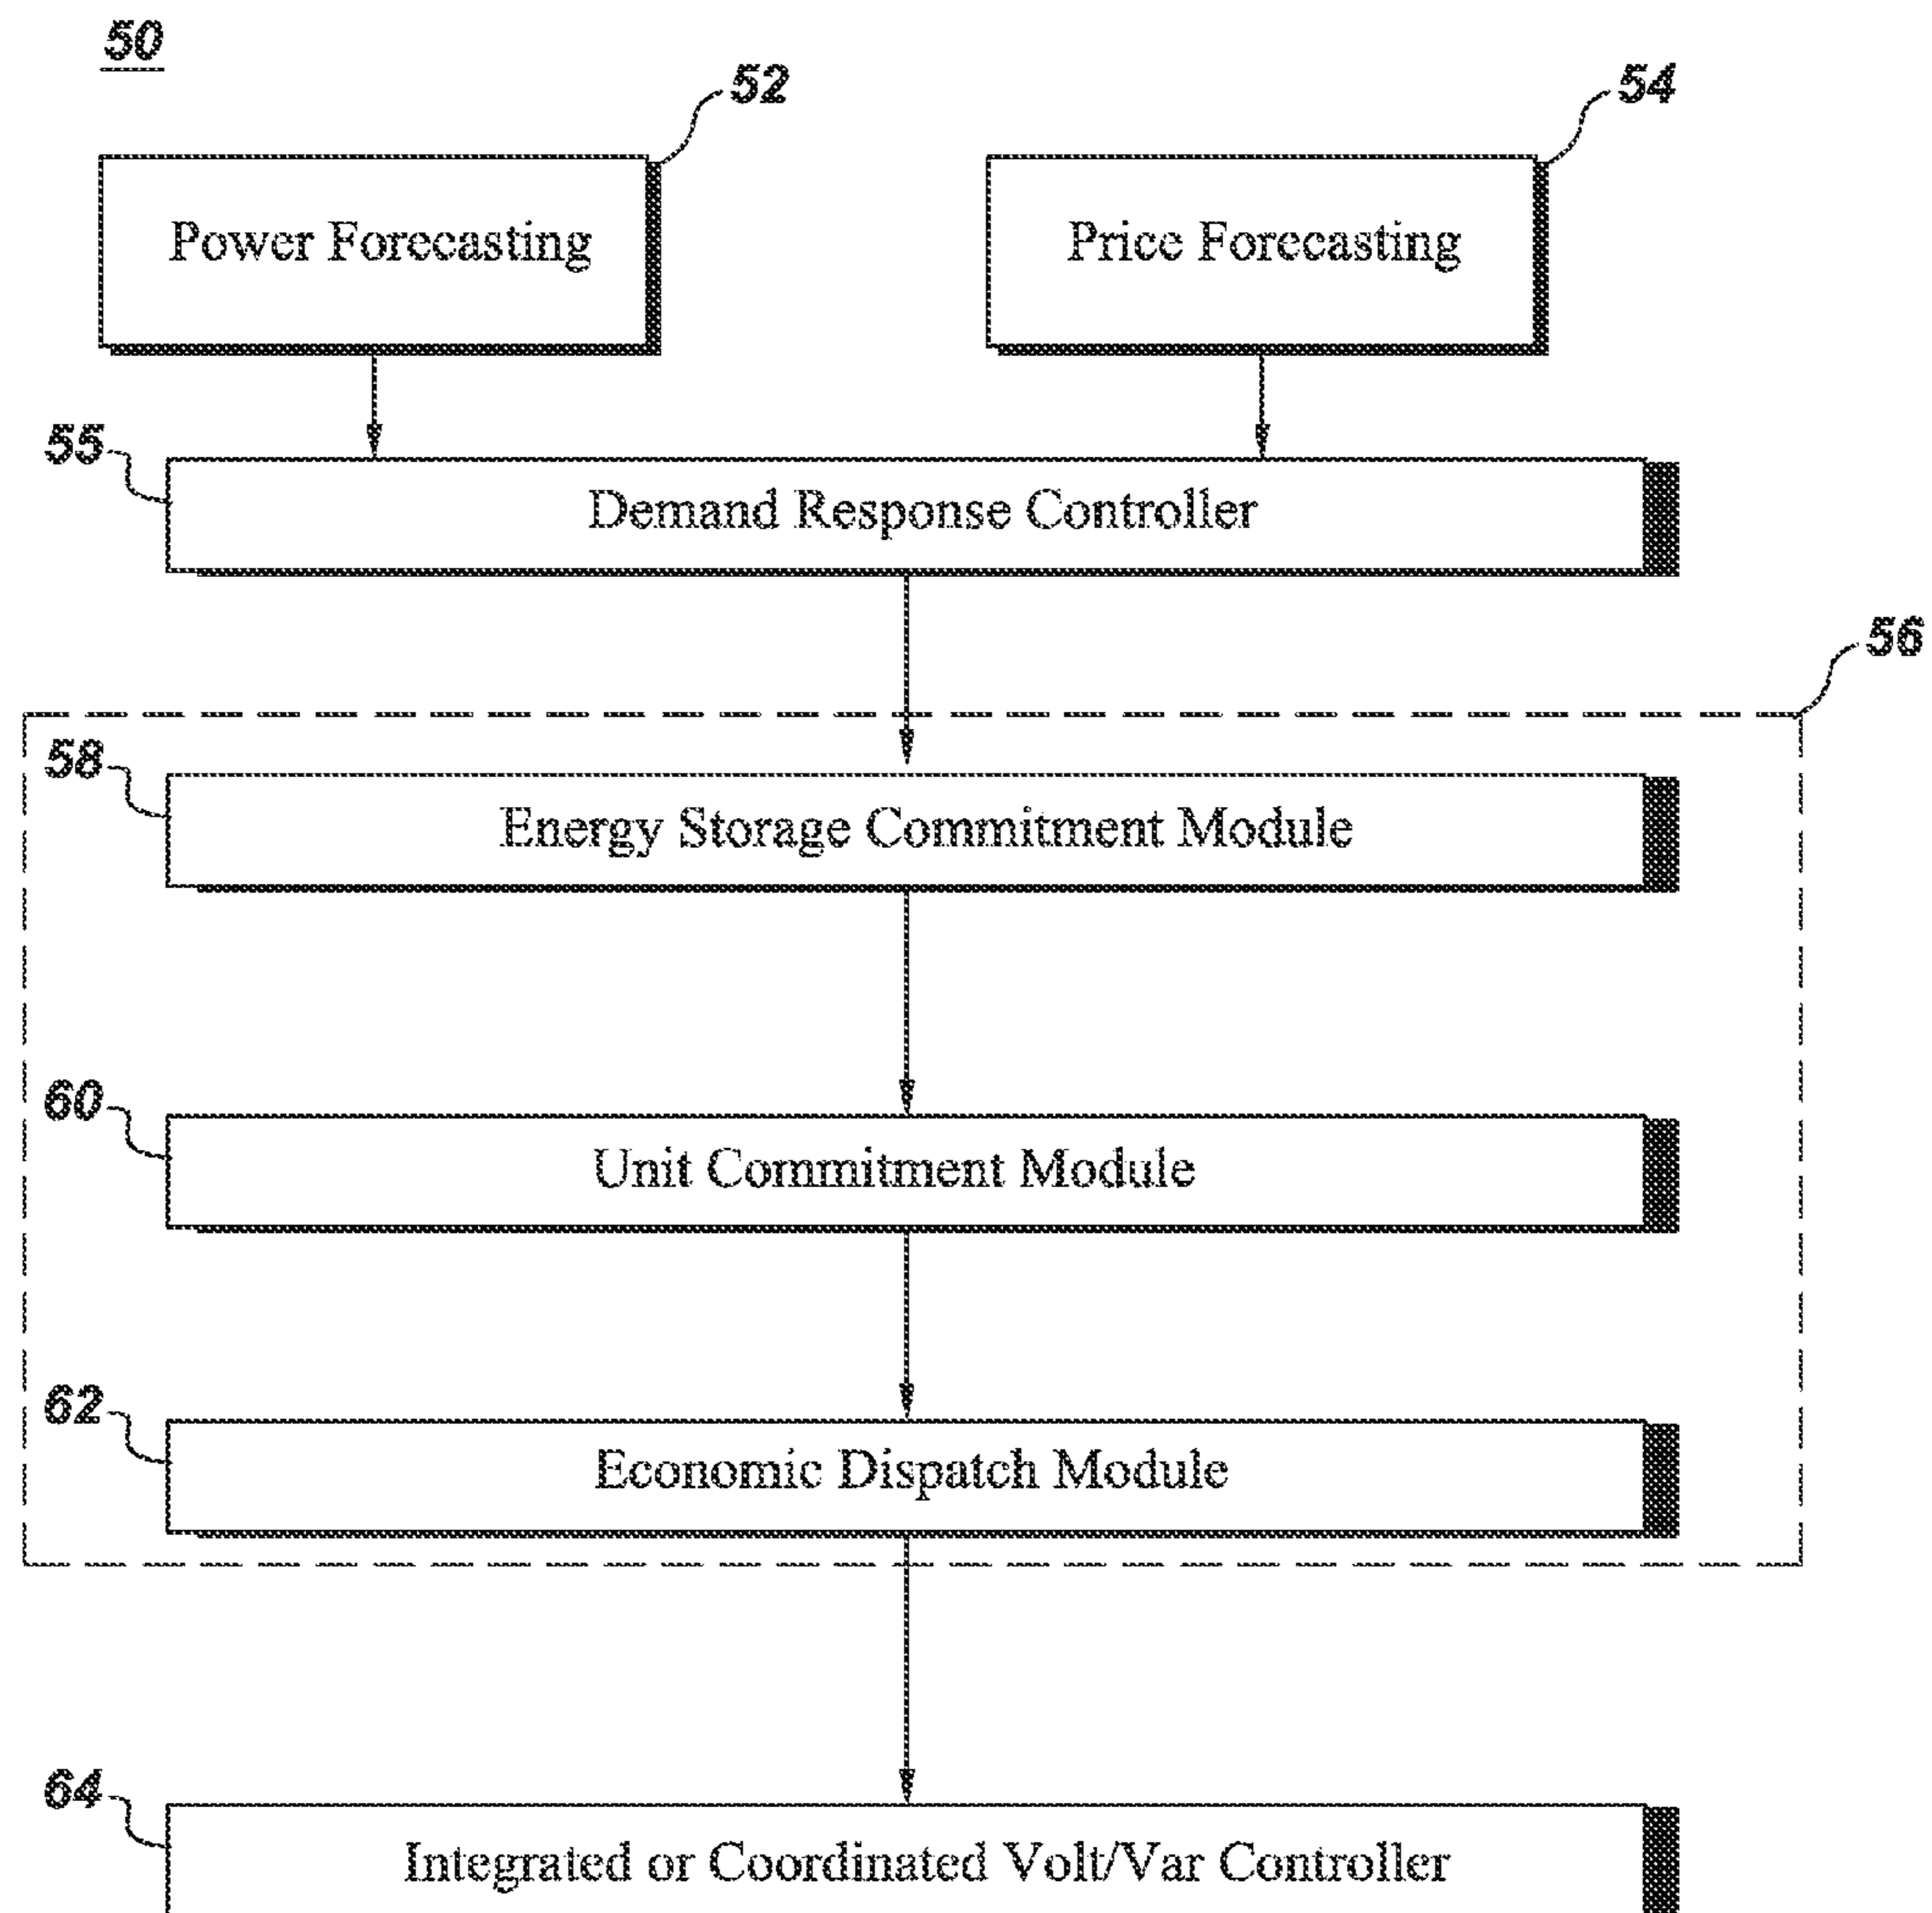 50
52
54
Power Forecasting
Price Forecasting
55
Demand Response Controller
56
58
Energy Storage Commitment Module
60
Unit Commitment Module
62
Economic Dispatch Module
64
Integrated or Coordinated Volt/Var Controller